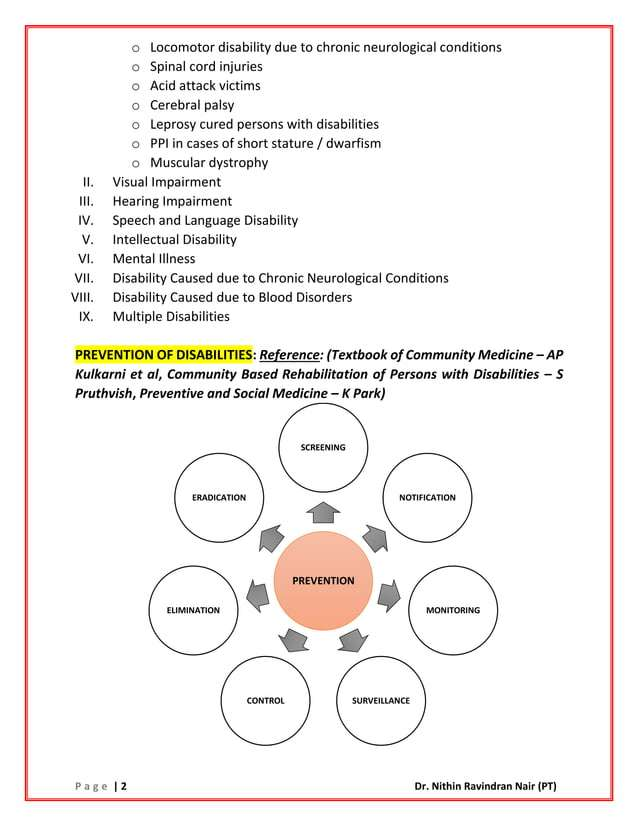 o Locomotor disability due to chronic neurological conditions
o Spinal cord injuries
o Acid attack victims
o Cerebral palsy
o Leprosy cured persons with disabilities
o PPI in cases of short stature / dwarfism
o Muscular dystrophy
II. Visual Impairment
III. Hearing Impairment
IV. Speech and Language Disability
V. Intellectual Disability
VI. Mental Illness
VII. Disability Caused due to Chronic Neurological Conditions
VIII. Disability Caused due to Blood Disorders
IX. Multiple Disabilities
PREVENTION OF DISABILITIES: Reference: (Textbook of Community Medicine – AP
Kulkarni et al, Community Based Rehabilitation of Persons with Disabilities – S
Pruthvish, Preventive and Social Medicine – K Park)
SCREENING
ERADICATION
NOTIFICATION
PREVENTION
ELIMINATION
MONITORING
CONTROL
SURVEILLANCE
Page | 2
Dr. Nithin Ravindran Nair (PT)